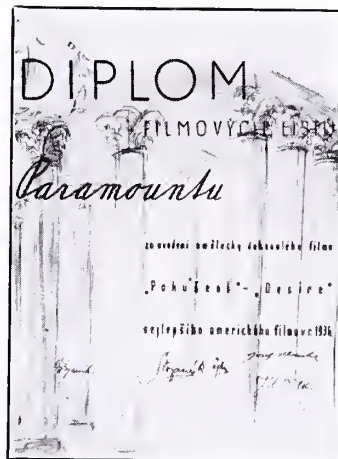 DIPLOM
FILMOVÝCH LISTŮ
Paramountu
za uvedení umělecky dokonalého filmu
„Pokušení“-„Desire“
nejlepšího amerického filmu v r. 1936